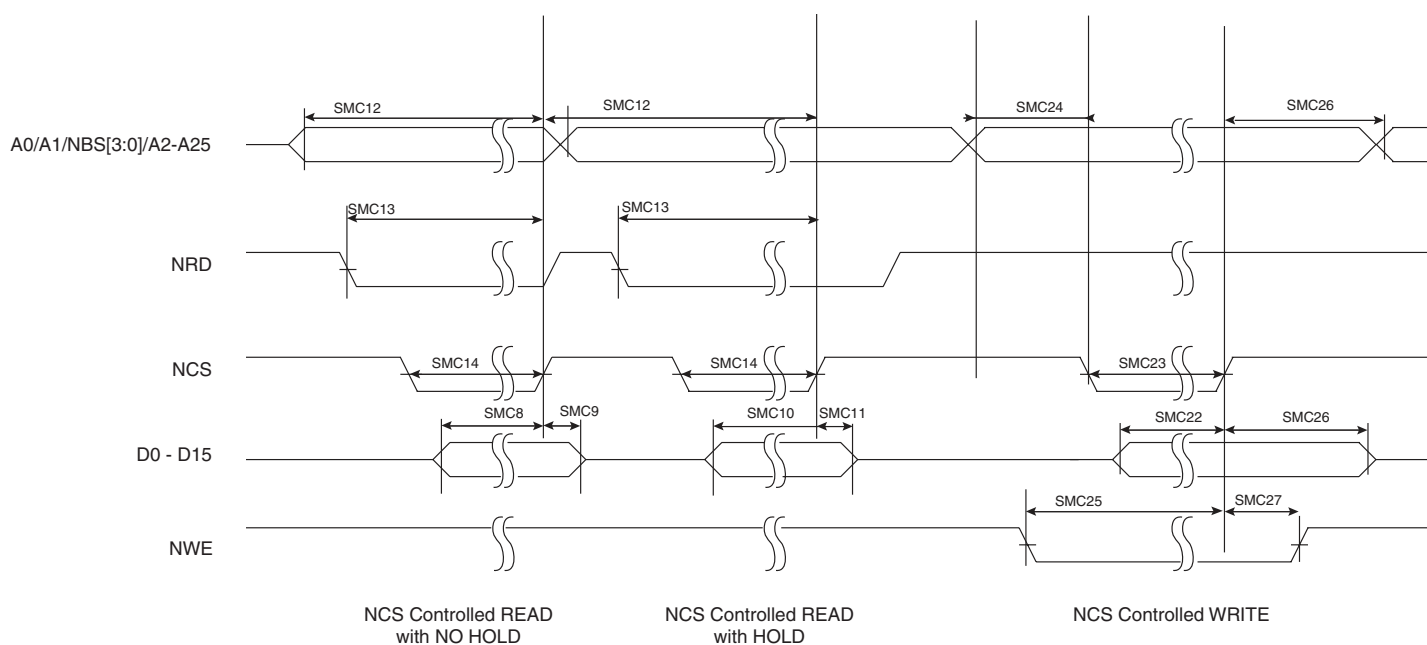 SMC12
SMC12
SMC24
SMC26
A0/A1/NBS[3:0]/A2-A25
SMC13
SMC13
NRD
NCS
SMC14
SMC14
SMC23
SMC8
SMC9
SMC10
SMC11
SMC22
SMC26
D0 - D15
SMC25
SMC27
NWE
NCS Controlled READ
with NO HOLD
NCS Controlled READ
with HOLD
NCS Controlled WRITE